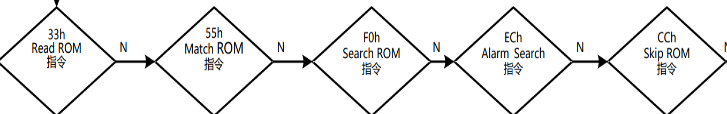 33h
Read ROM
指令
N
55h
Match ROM
指令
N
F0h
Search ROM
指令
N
ECh
Alarm Search
指令
N
CCh
Skip ROM
指令
N